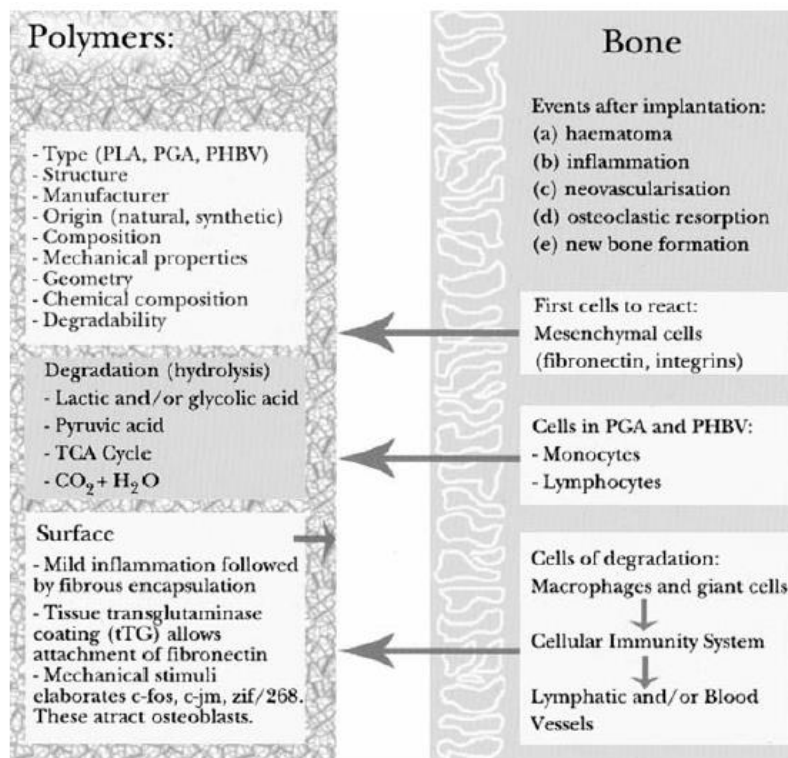 Polymers:
- Type (PLA, PGA, PHBV)
- Structure
- Manufacturer
- Origin (natural, synthetic)
- Composition
- Mechanical properties
- Geometry
- Chemical composition
- Degradability
Degradation (hydrolysis)
- Lactic and/or glycolic acid
- Pyruvic acid
- TCA Cycle
- CO₂ + H₂O
Surface
- Mild inflammation followed
by fibrous encapsulation
- Tissue transglutaminase
coating (tTG) allows
attachment of fibronectin
- Mechanical stimuli
elaborates c-fos, c-jm, zif/268.
These atract osteoblasts.
Bone
Events after implantation:
(a) haematoma
(b) inflammation
(c) neovascularisation
(d) osteoclastic resorption
(e) new bone formation
First cells to react:
Mesenchymal cells
(fibronectin, integrins)
Cells in PGA and PHBV:
- Monocytes
- Lymphocytes
Cells of degradation:
Macrophages and giant cells
Cellular Immunity System
Lymphatic and/or Blood
Vessels